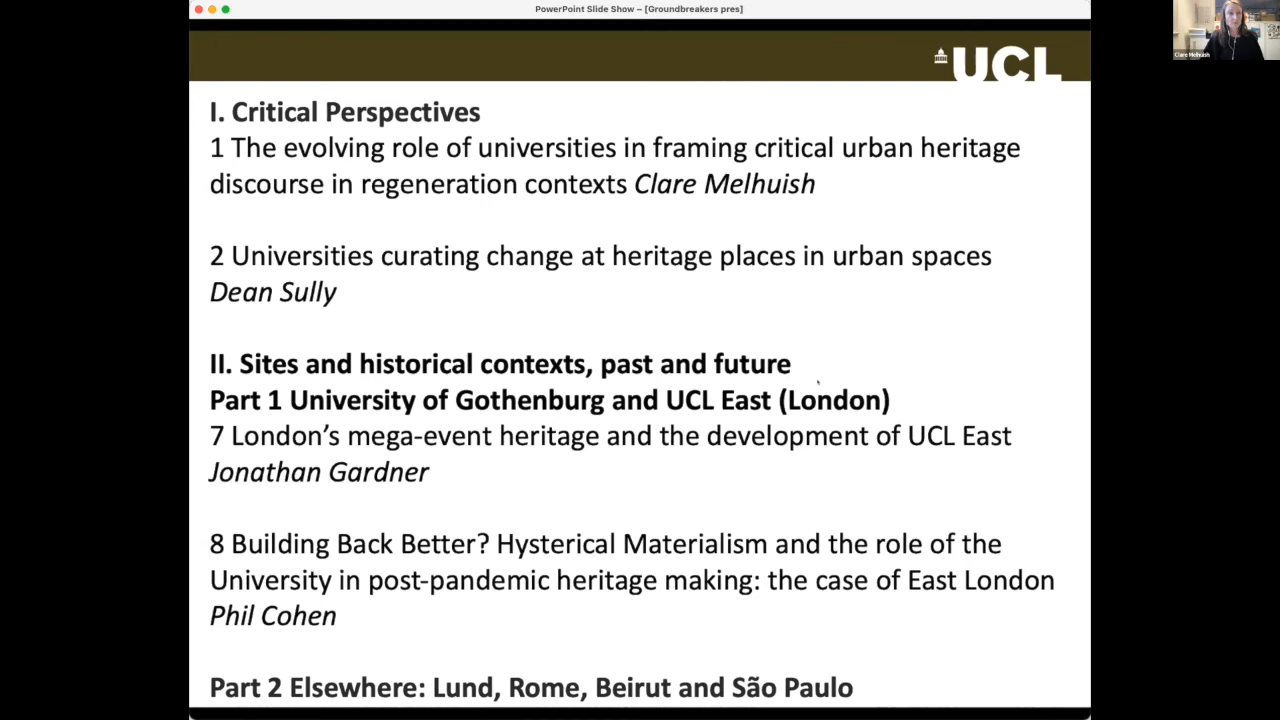 PowerPoint Slide Show – [Groundbreakers pres]
UCL
Clare Melhuish
I. Critical Perspectives
1 The evolving role of universities in framing critical urban heritage
discourse in regeneration contexts Clare Melhuish
2 Universities curating change at heritage places in urban spaces
Dean Sully
II. Sites and historical contexts, past and future
Part 1 University of Gothenburg and UCL East (London)
7 London’s mega-event heritage and the development of UCL East
Jonathan Gardner
8 Building Back Better? Hysterical Materialism and the role of the
University in post-pandemic heritage making: the case of East London
Phil Cohen
Part 2 Elsewhere: Lund, Rome, Beirut and São Paulo